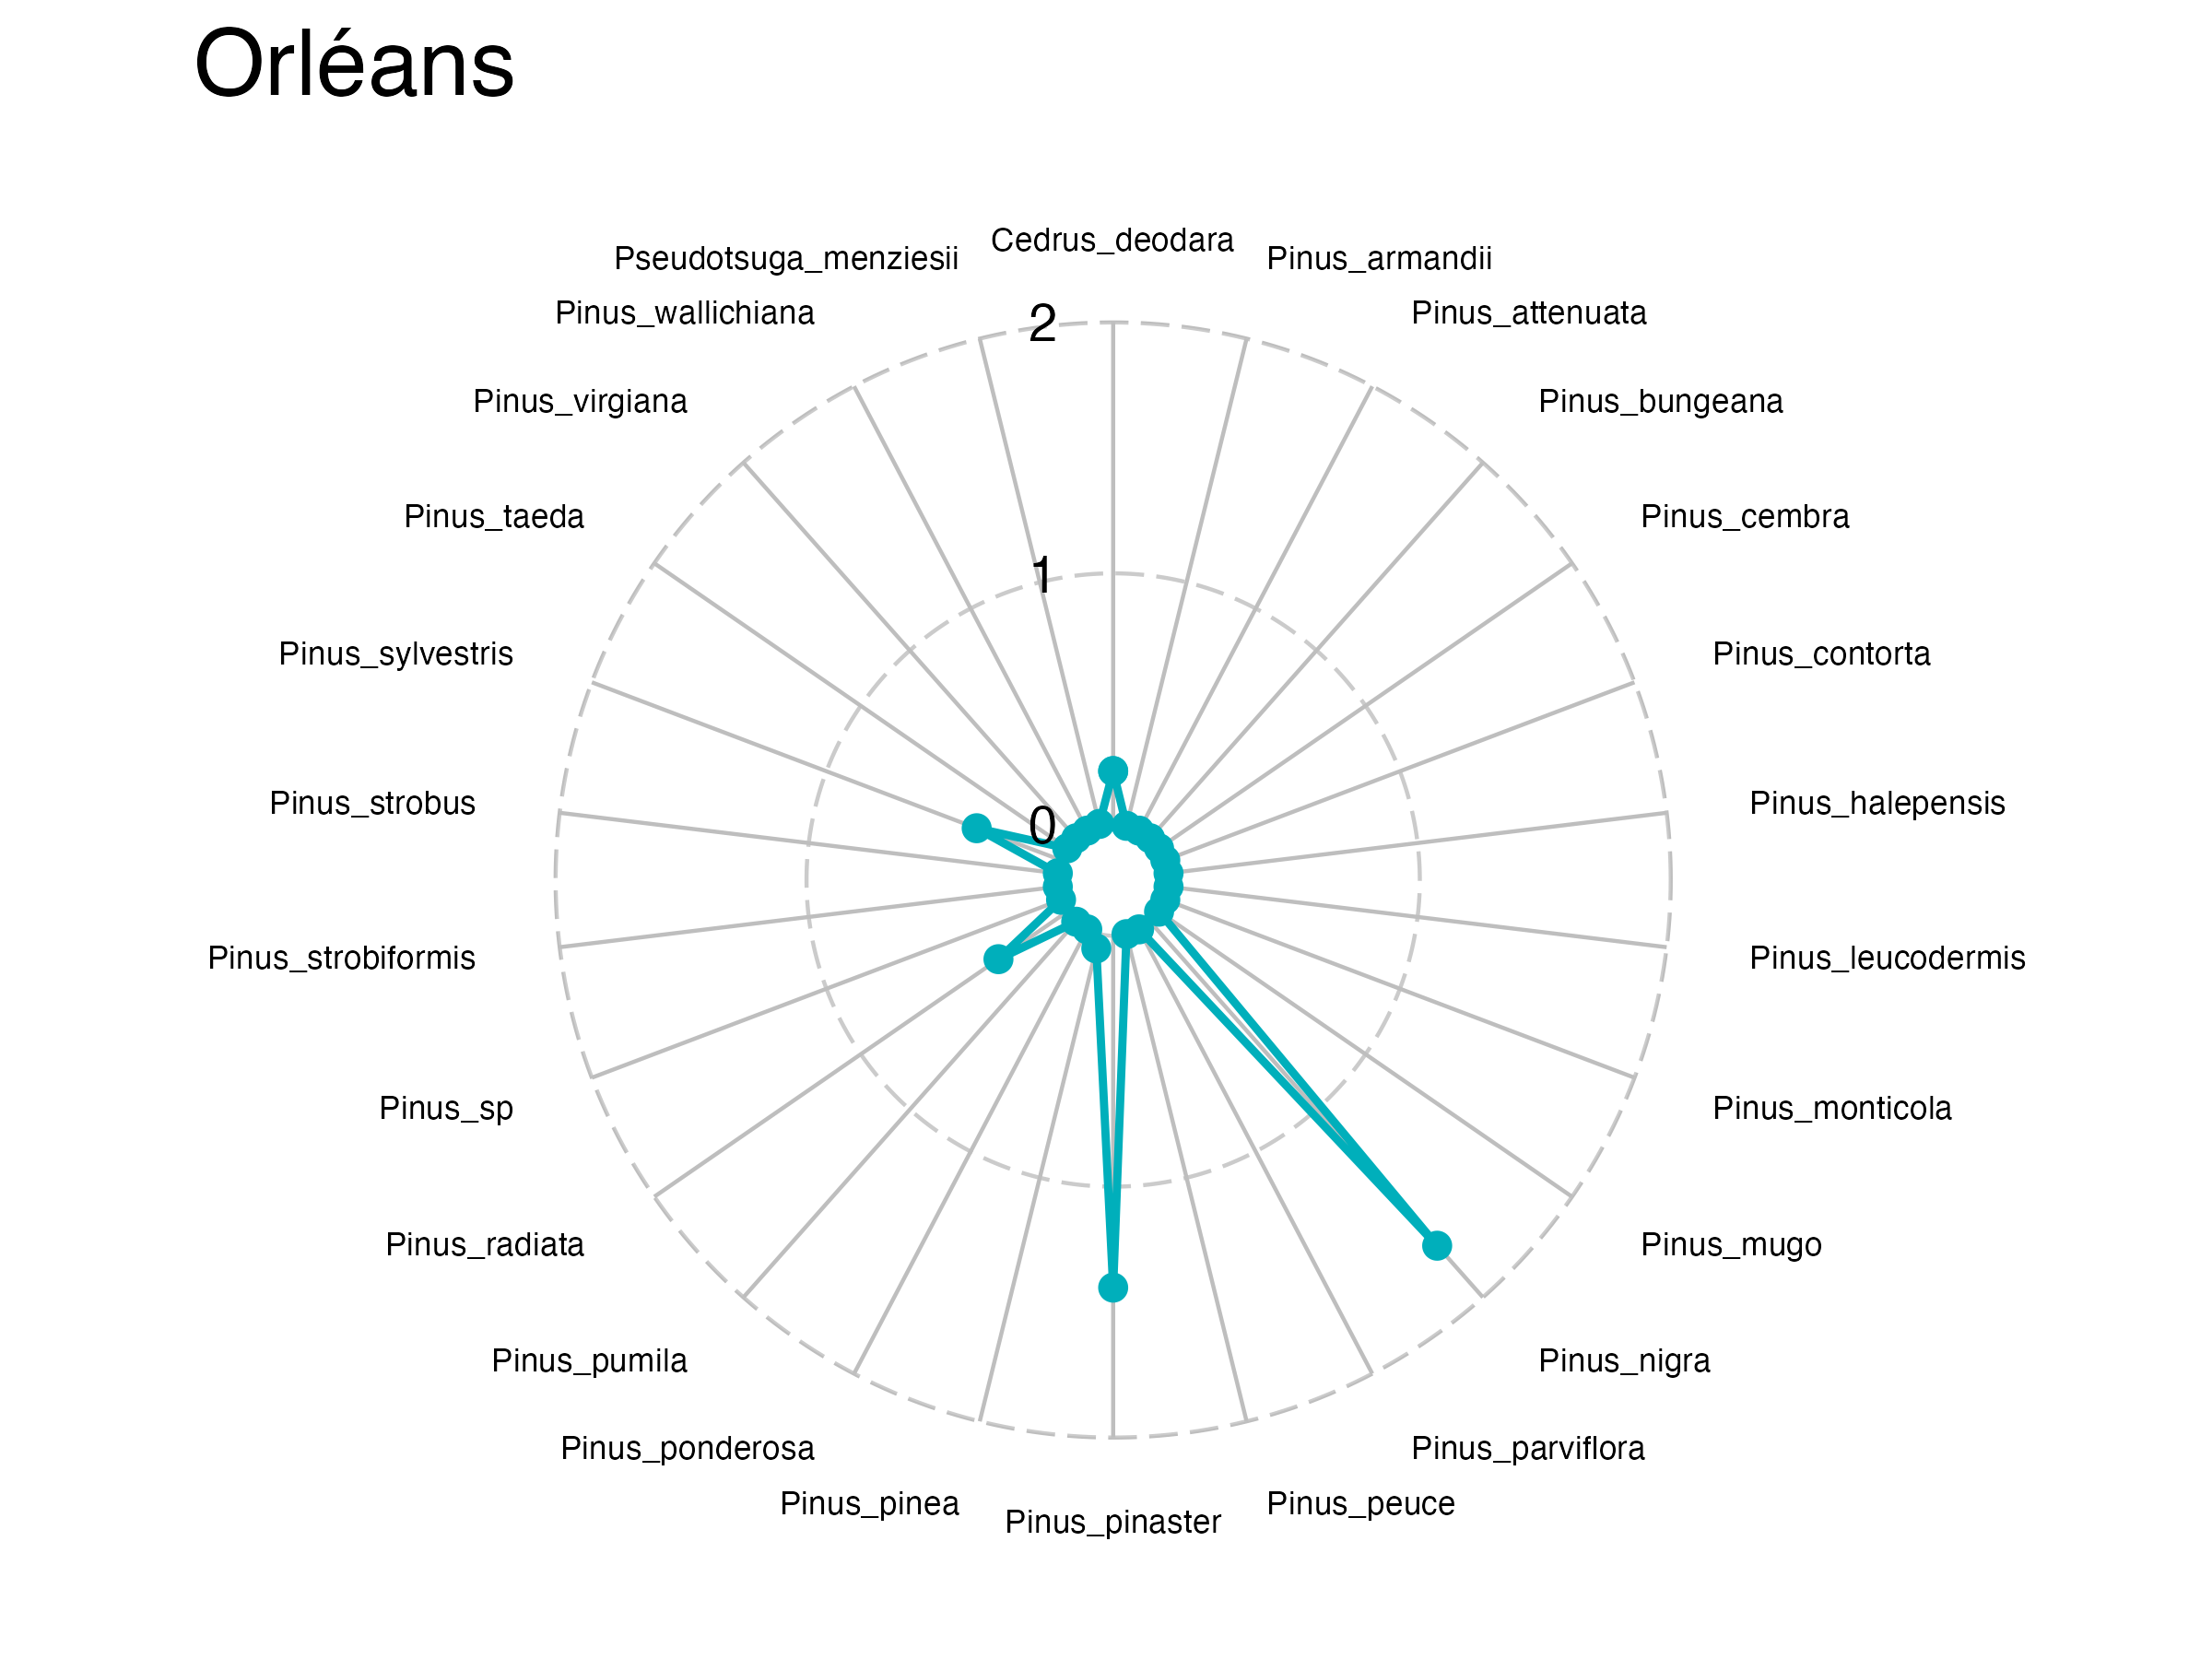 Orléans
Cedrus_deodara
Pseudotsuga_menziesii
Pinus_armandii
Pinus_wallichiana
2
Pinus_attenuata
Pinus_virgiana
Pinus_bungeana
Pinus_taeda
Pinus_cembra
1
Pinus_sylvestris
Pinus_contorta
Pinus_strobus
Pinus_halepensis
0
Pinus_strobiformis
Pinus_leucodermis
Pinus_sp
Pinus_monticola
Pinus_radiata
Pinus_mugo
Pinus_pumila
Pinus_nigra
Pinus_ponderosa
Pinus_parviflora
Pinus_pinea
Pinus_peuce
Pinus_pinaster